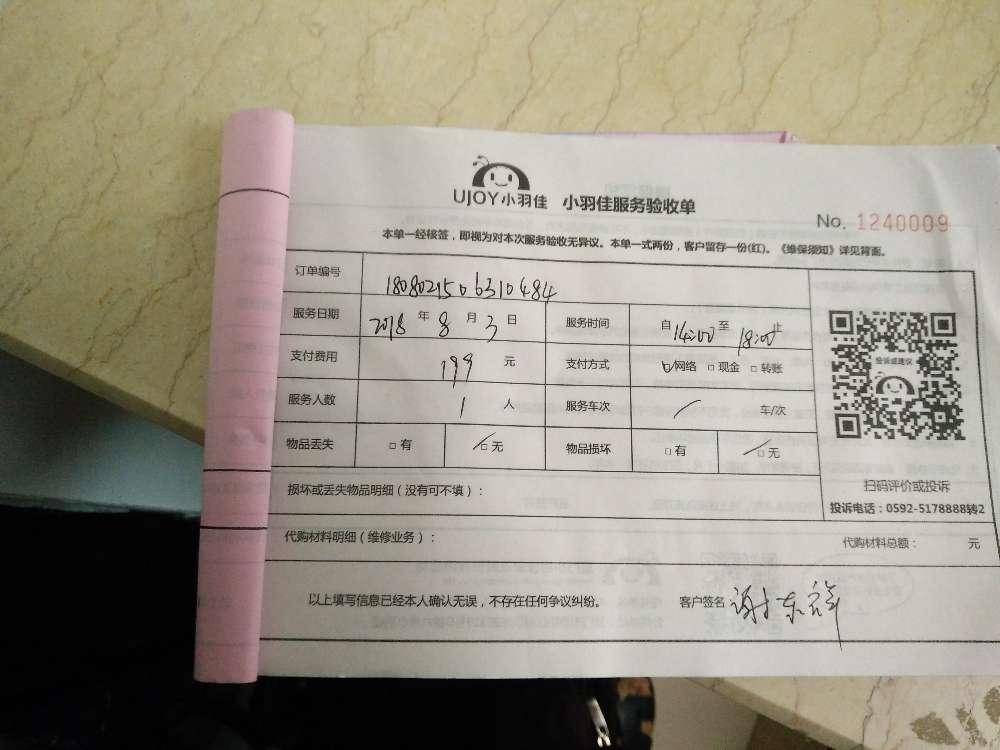 UJOY小羽佳 小羽佳服务验收单
No. 1240009
本单一经核签，即视为对本次服务验收无异议。本单一式两份，客户留存一份(红)。《维保须知》详见背面。
订单编号 1808021506310484
服务日期 2018 年 8 月 3 日 服务时间 自 14:00 至 18:00 止
支付费用 199 元 支付方式 ☑网络 □现金 □转账
服务人数 1 人 服务车次 / 车/次
物品丢失 □有 ☑无 物品损坏 □有 ☑无
投诉或建议
扫码评价或投诉
投诉电话：0592-5178888转2
损坏或丢失物品明细（没有可不填）：
代购材料明细（维修业务）： 代购材料总额： 元
以上填写信息已经本人确认无误，不存在任何争议纠纷。 客户签名 谢东祥